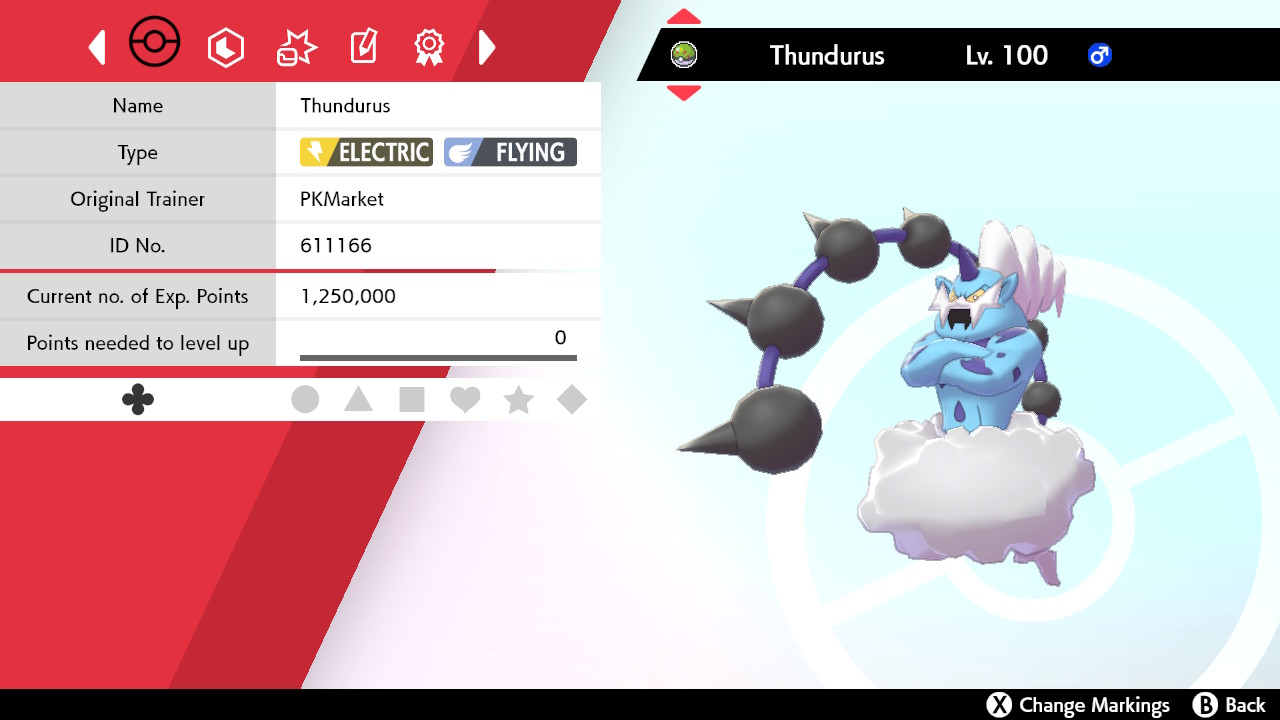 Thundurus Lv. 100
Name Thundurus
Type ELECTRIC FLYING
Original Trainer PKMarket
ID No. 611166
Current no. of Exp. Points 1,250,000
Points needed to level up 0
X Change Markings B Back